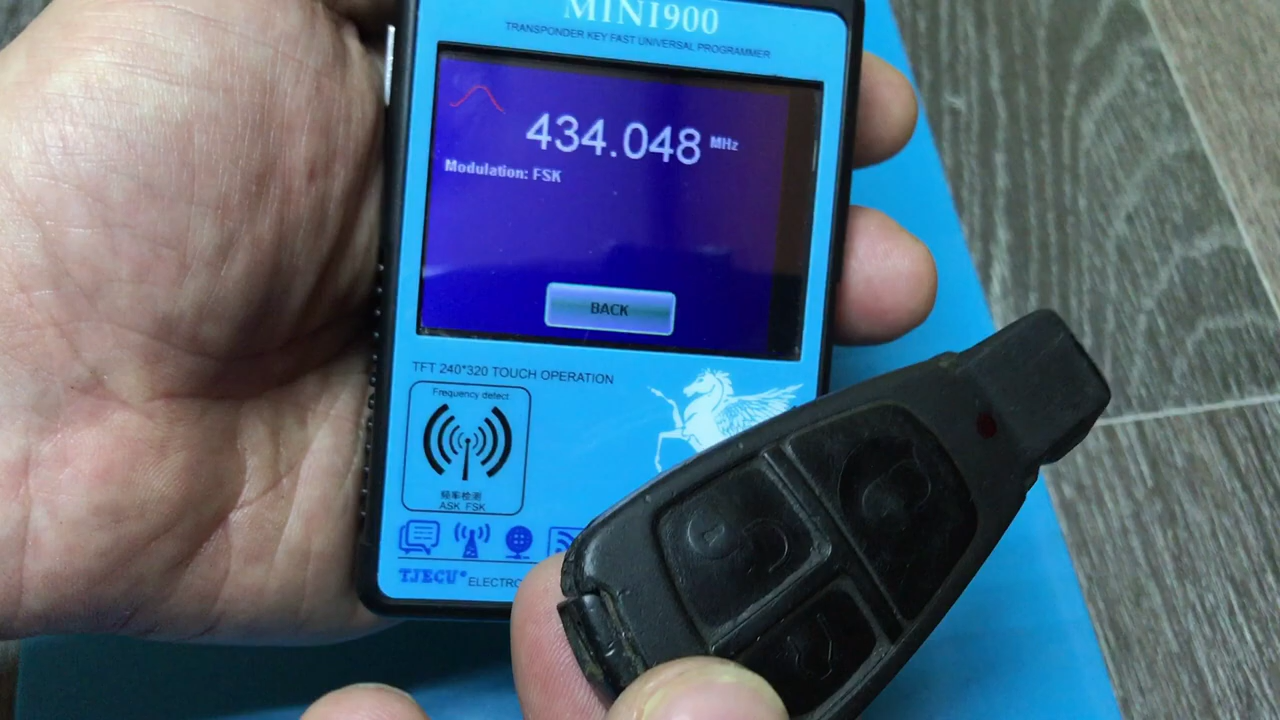 MINI900
TRANSPONDER KEY FAST UNIVERSAL PROGRAMMER
434.048 MHz
Modulation: FSK
BACK
TFT 240*320 TOUCH OPERATION
Frequency detect
频率检测
ASK FSK
TJECU®